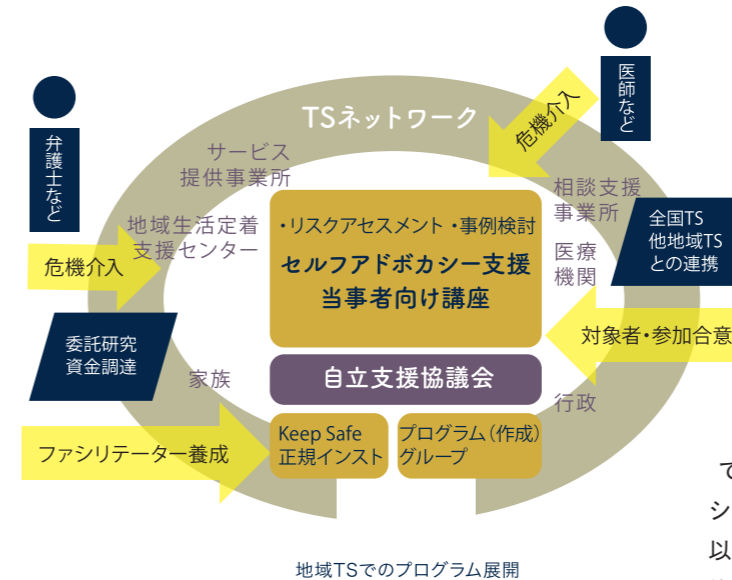 医師など
TSネットワーク
危機介入
弁護士など
サービス
提供事業所
相談支援
事業所
・リスクアセスメント・事例検討
セルフアドボカシー支援
当事者向け講座
地域生活定着
支援センター
医療
機関
全国TS
他地域TS
との連携
危機介入
対象者・参加合意
委託研究
資金調達
家族
自立支援協議会
行政
ファシリテーター養成
Keep Safe
正規インスト
プログラム(作成)
グループ
シ
以
地域TSでのプログラム展開